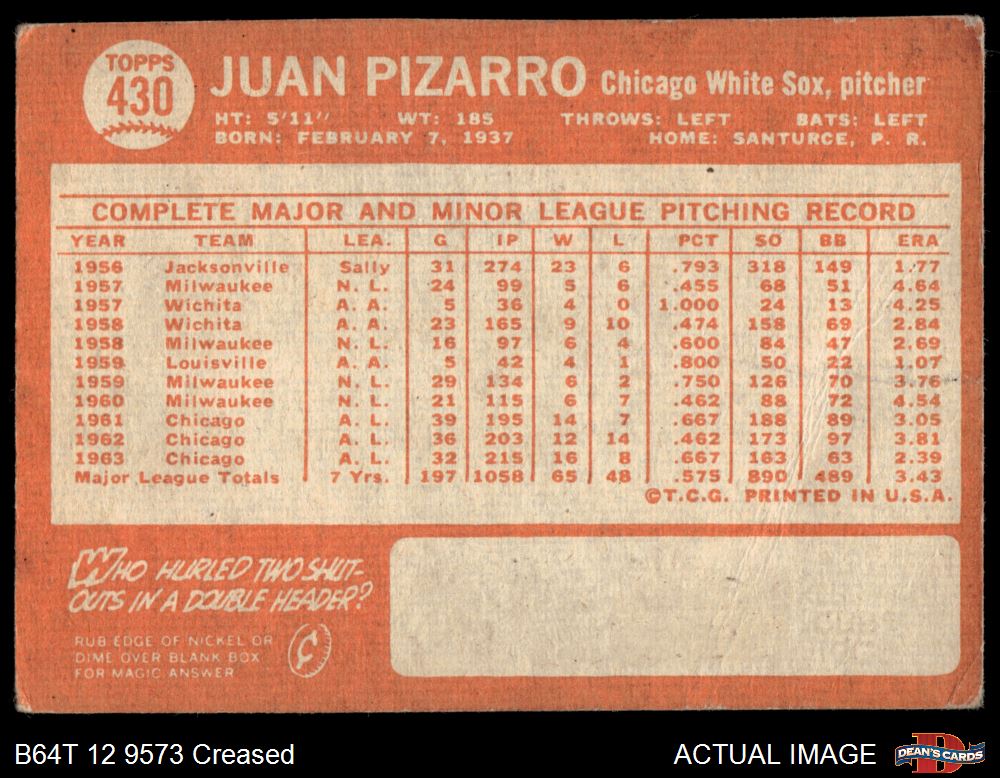 TOPPS
430
JUAN PIZARRO Chicago White Sox, pitcher
HT: 5'11" WT: 185 THROWS: LEFT BATS: LEFT
BORN: FEBRUARY 7, 1937 HOME: SANTURCE, P. R.
COMPLETE MAJOR AND MINOR LEAGUE PITCHING RECORD
YEAR TEAM LEA. G IP W L PCT SO BB ERA
1956 Jacksonville Sally 31 274 23 6 .793 318 149 1.77
1957 Milwaukee N. L. 24 99 5 6 .455 68 51 4.64
1957 Wichita A. A. 5 36 4 0 1.000 24 13 4.25
1958 Wichita A. A. 23 165 9 10 .474 158 69 2.84
1958 Milwaukee N. L. 16 97 6 4 .600 84 47 2.69
1959 Louisville A. A. 5 42 4 1 .800 50 22 1.07
1959 Milwaukee N. L. 29 134 6 2 .750 126 70 3.76
1960 Milwaukee N. L. 21 115 6 7 .462 88 72 4.54
1961 Chicago A. L. 39 195 14 7 .667 188 89 3.05
1962 Chicago A. L. 36 203 12 14 .462 173 97 3.81
1963 Chicago A. L. 32 215 16 8 .667 163 63 2.39
Major League Totals 7 Yrs. 197 1058 65 48 .575 890 489 3.43
©T.C.G. PRINTED IN U.S.A.
WHO HURLED TWO SHUT-
OUTS IN A DOUBLE HEADER?
RUB EDGE OF NICKEL OR
DIME OVER BLANK BOX
FOR MAGIC ANSWER
¢
B64T 12 9573 Creased ACTUAL IMAGE DEAN'S CARDS